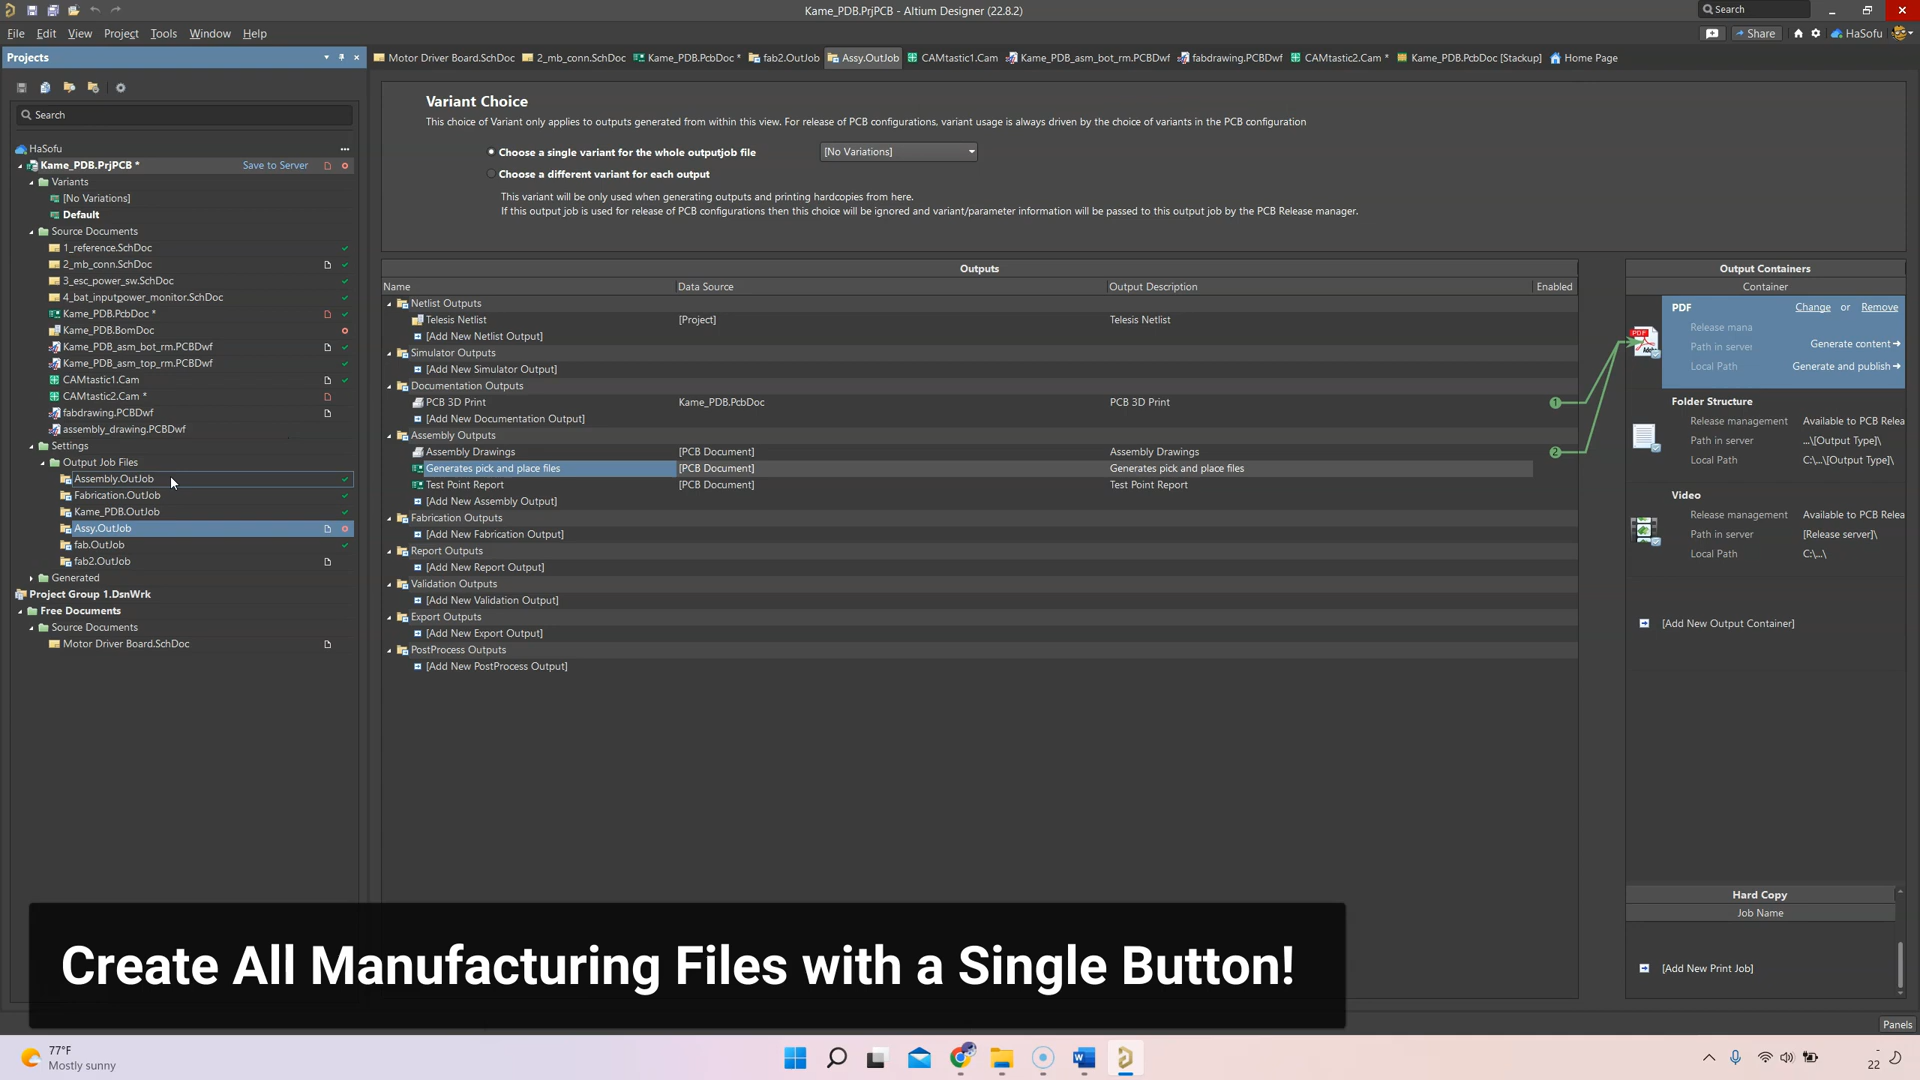 Kame_PDB.PrjPCB - Altium Designer (22.8.2)
Search
File Edit View Project Tools Window Help
Share
HaSofu
Projects
Motor Driver Board.SchDoc 2_mb_conn.SchDoc Kame_PDB.PcbDoc * fab2.OutJob Assy.OutJob CAMtastic1.Cam Kame_PDB_asm_bot_rm.PCBDwf fabdrawing.PCBDwf CAMtastic2.Cam * Kame_PDB.PcbDoc [Stackup] Home Page
Search
HaSofu
Kame_PDB.PrjPCB * Save to Server
Variants
[No Variations]
Default
Source Documents
1_reference.SchDoc
2_mb_conn.SchDoc
3_esc_power_sw.SchDoc
4_bat_inputpower_monitor.SchDoc
Kame_PDB.PcbDoc *
Kame_PDB.BomDoc
Kame_PDB_asm_bot_rm.PCBDwf
Kame_PDB_asm_top_rm.PCBDwf
CAMtastic1.Cam
CAMtastic2.Cam *
fabdrawing.PCBDwf
assembly_drawing.PCBDwf
Settings
Output Job Files
Assembly.OutJob
Fabrication.OutJob
Kame_PDB.OutJob
Assy.OutJob
fab.OutJob
fab2.OutJob
Generated
Project Group 1.DsnWrk
Free Documents
Source Documents
Motor Driver Board.SchDoc
Variant Choice
This choice of Variant only applies to outputs generated from within this view. For release of PCB configurations, variant usage is always driven by the choice of variants in the PCB configuration
Choose a single variant for the whole outputjob file [No Variations]
Choose a different variant for each output
This variant will be only used when generating outputs and printing hardcopies from here.
If this output job is used for release of PCB configurations then this choice will be ignored and variant/parameter information will be passed to this output job by the PCB Release manager.
Outputs
Name Data Source Output Description Enabled
Netlist Outputs
Telesis Netlist [Project] Telesis Netlist
[Add New Netlist Output]
Simulator Outputs
[Add New Simulator Output]
Documentation Outputs
PCB 3D Print Kame_PDB.PcbDoc PCB 3D Print 1
[Add New Documentation Output]
Assembly Outputs
Assembly Drawings [PCB Document] Assembly Drawings 2
Generates pick and place files [PCB Document] Generates pick and place files
Test Point Report [PCB Document] Test Point Report
[Add New Assembly Output]
Fabrication Outputs
[Add New Fabrication Output]
Report Outputs
[Add New Report Output]
Validation Outputs
[Add New Validation Output]
Export Outputs
[Add New Export Output]
PostProcess Outputs
[Add New PostProcess Output]
Output Containers
Container
PDF Change or Remove
Release mana
Path in server Generate content
Local Path Generate and publish
Folder Structure
Release management Available to PCB Relea
Path in server ...\[Output Type]\
Local Path C:\...\[Output Type]\
Video
Release management Available to PCB Relea
Path in server [Release server]\
Local Path C:\...\
[Add New Output Container]
Hard Copy
Job Name
[Add New Print Job]
Create All Manufacturing Files with a Single Button!
Panels
77°F
Mostly sunny
22